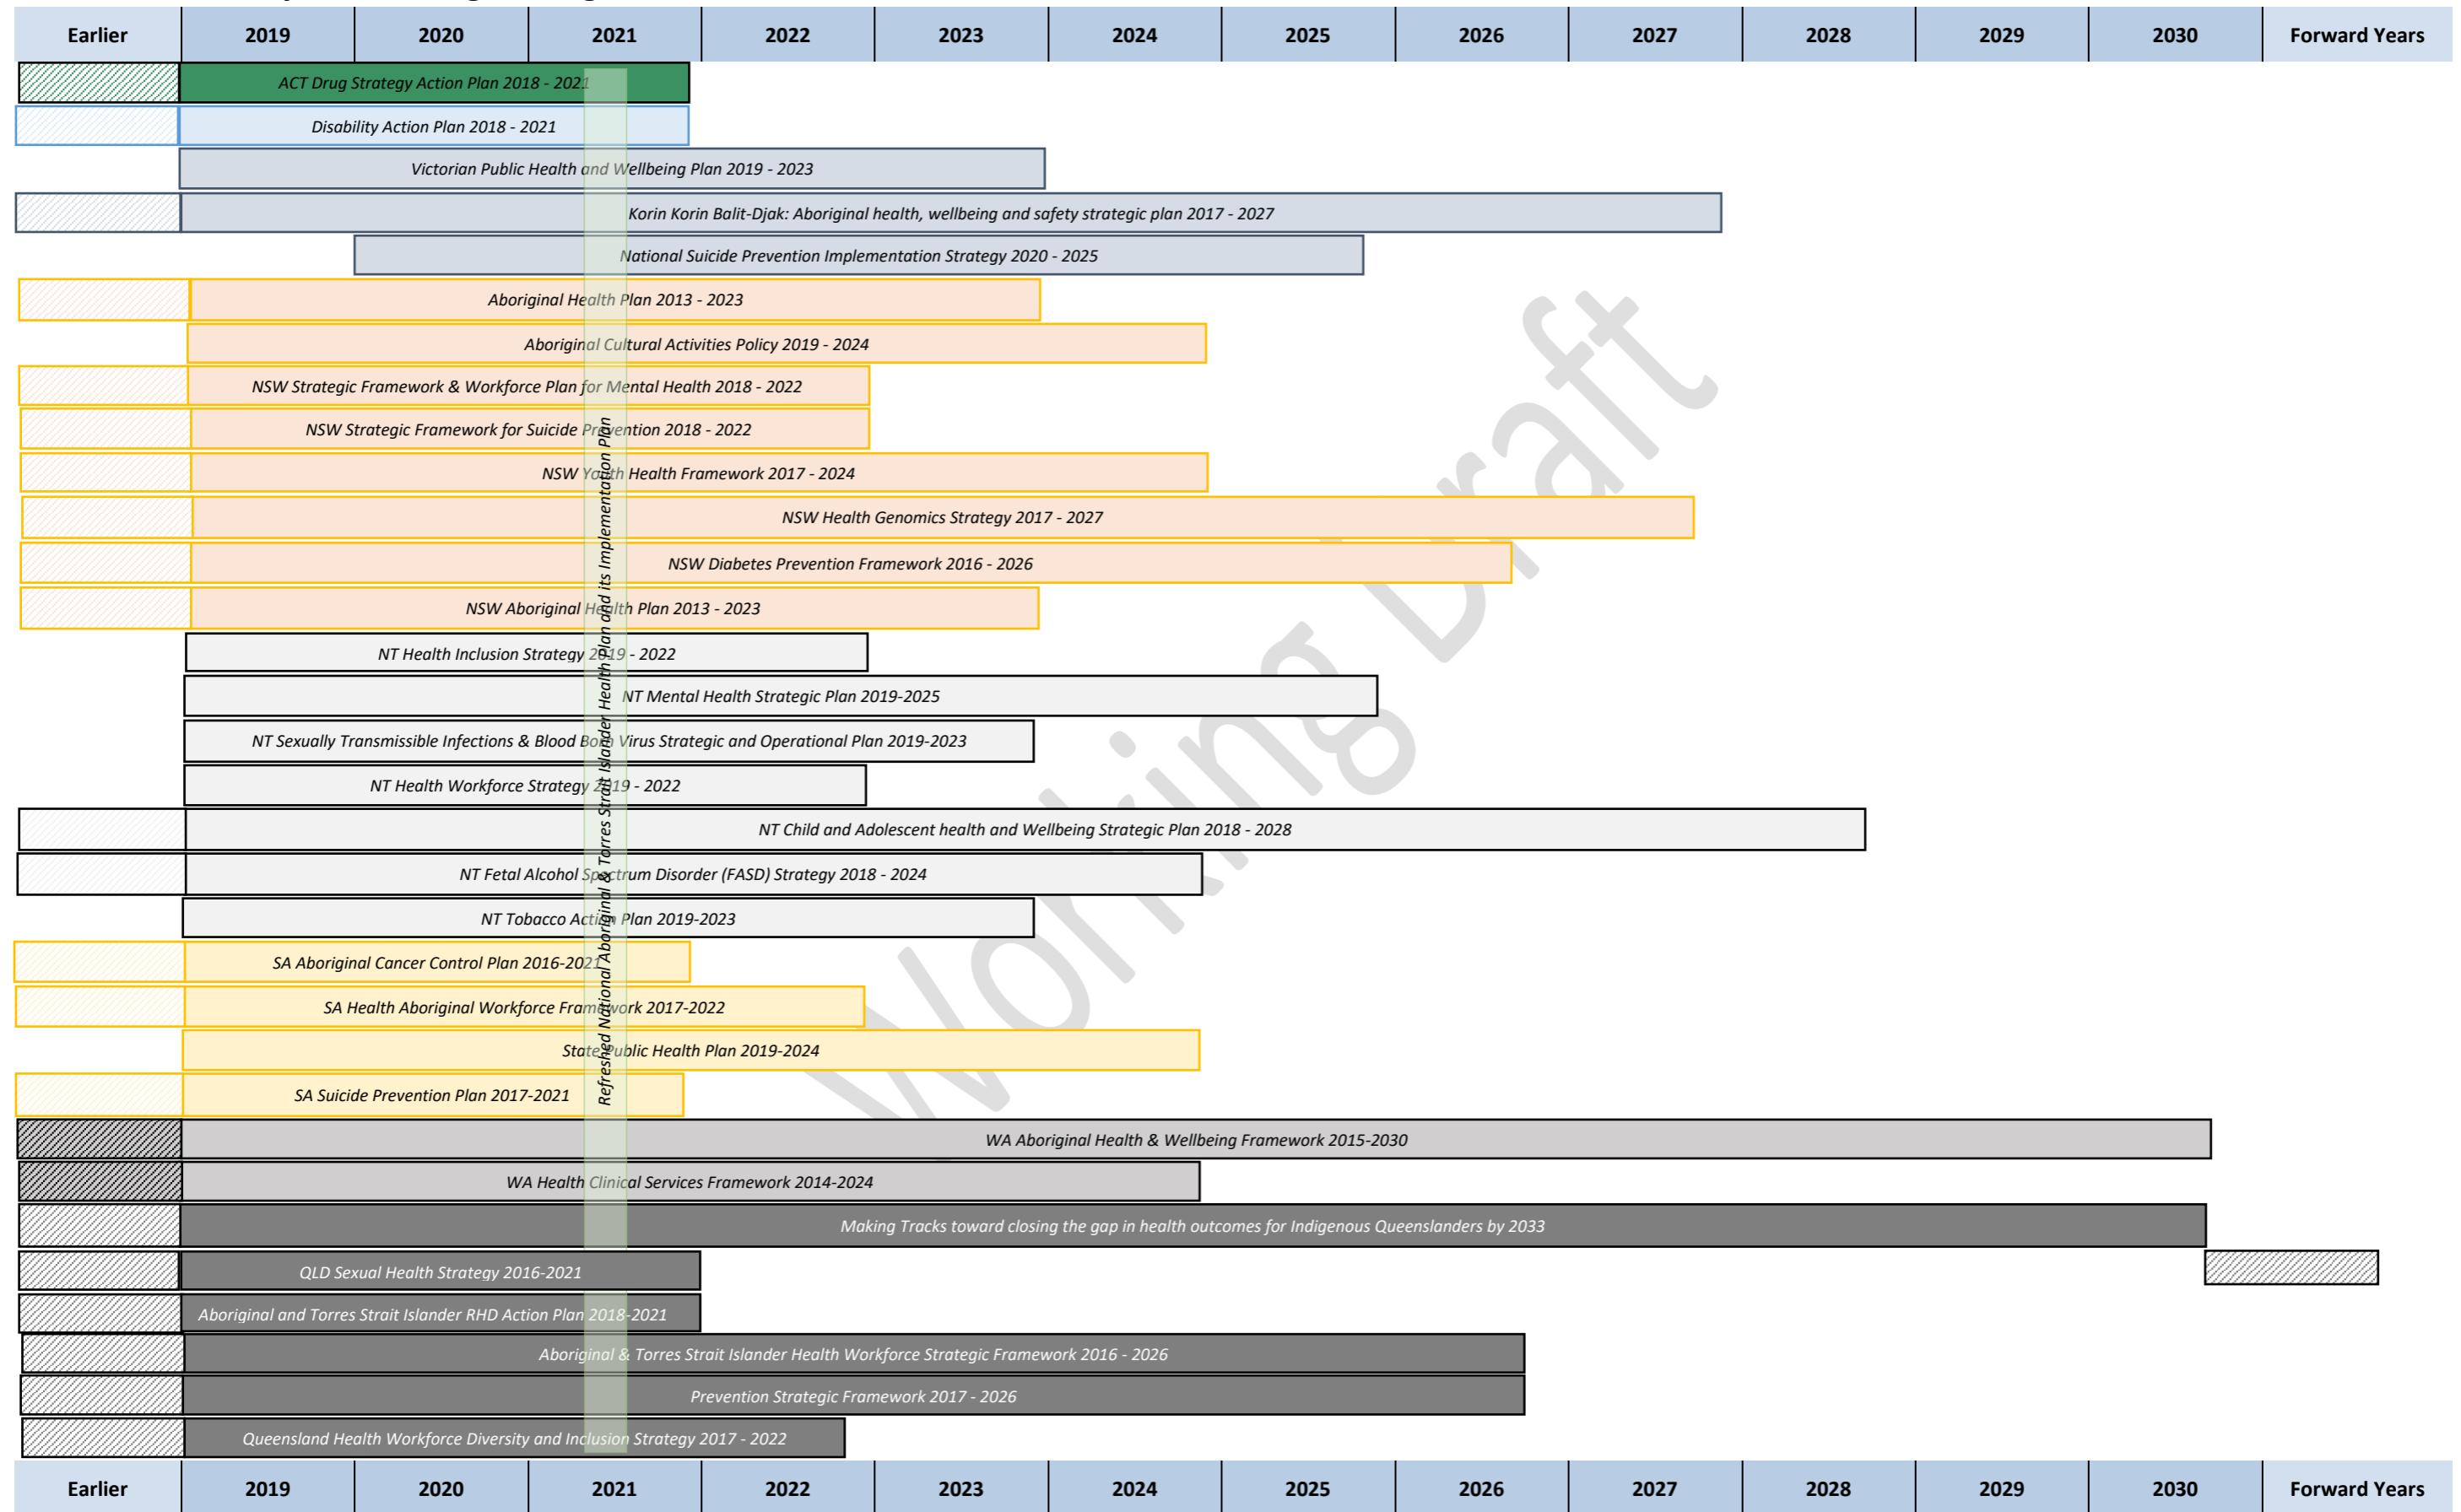 Earlier 2019 2020 2021 2022 2023 2024 2025 2026 2027 2028 2029 2030 Forward Years
ACT Drug Strategy Action Plan 2018 - 2021
Disability Action Plan 2018 - 2021
Victorian Public Health and Wellbeing Plan 2019 - 2023
Korin Korin Balit-Djak: Aboriginal health, wellbeing and safety strategic plan 2017 - 2027
National Suicide Prevention Implementation Strategy 2020 - 2025
Aboriginal Health Plan 2013 - 2023
Aboriginal Cultural Activities Policy 2019 - 2024
NSW Strategic Framework & Workforce Plan for Mental Health 2018 - 2022
NSW Strategic Framework for Suicide Prevention 2018 - 2022
NSW Youth Health Framework 2017 - 2024
NSW Health Genomics Strategy 2017 - 2027
NSW Diabetes Prevention Framework 2016 - 2026
NSW Aboriginal Health Plan 2013 - 2023
NT Health Inclusion Strategy 2019 - 2022
NT Mental Health Strategic Plan 2019-2025
NT Sexually Transmissible Infections & Blood Born Virus Strategic and Operational Plan 2019-2023
NT Health Workforce Strategy 2019 - 2022
NT Child and Adolescent health and Wellbeing Strategic Plan 2018 - 2028
NT Fetal Alcohol Spectrum Disorder (FASD) Strategy 2018 - 2024
NT Tobacco Action Plan 2019-2023
SA Aboriginal Cancer Control Plan 2016-2021
SA Health Aboriginal Workforce Framework 2017-2022
State Public Health Plan 2019-2024
SA Suicide Prevention Plan 2017-2021
WA Aboriginal Health & Wellbeing Framework 2015-2030
WA Health Clinical Services Framework 2014-2024
Making Tracks toward closing the gap in health outcomes for Indigenous Queenslanders by 2033
QLD Sexual Health Strategy 2016-2021
Aboriginal and Torres Strait Islander RHD Action Plan 2018-2021
Aboriginal & Torres Strait Islander Health Workforce Strategic Framework 2016 - 2026
Prevention Strategic Framework 2017 - 2026
Queensland Health Workforce Diversity and Inclusion Strategy 2017 - 2022
Refreshed National Aboriginal & Torres Strait Islander Health Plan and its Implementation Plan
Working Draft
Earlier 2019 2020 2021 2022 2023 2024 2025 2026 2027 2028 2029 2030 Forward Years